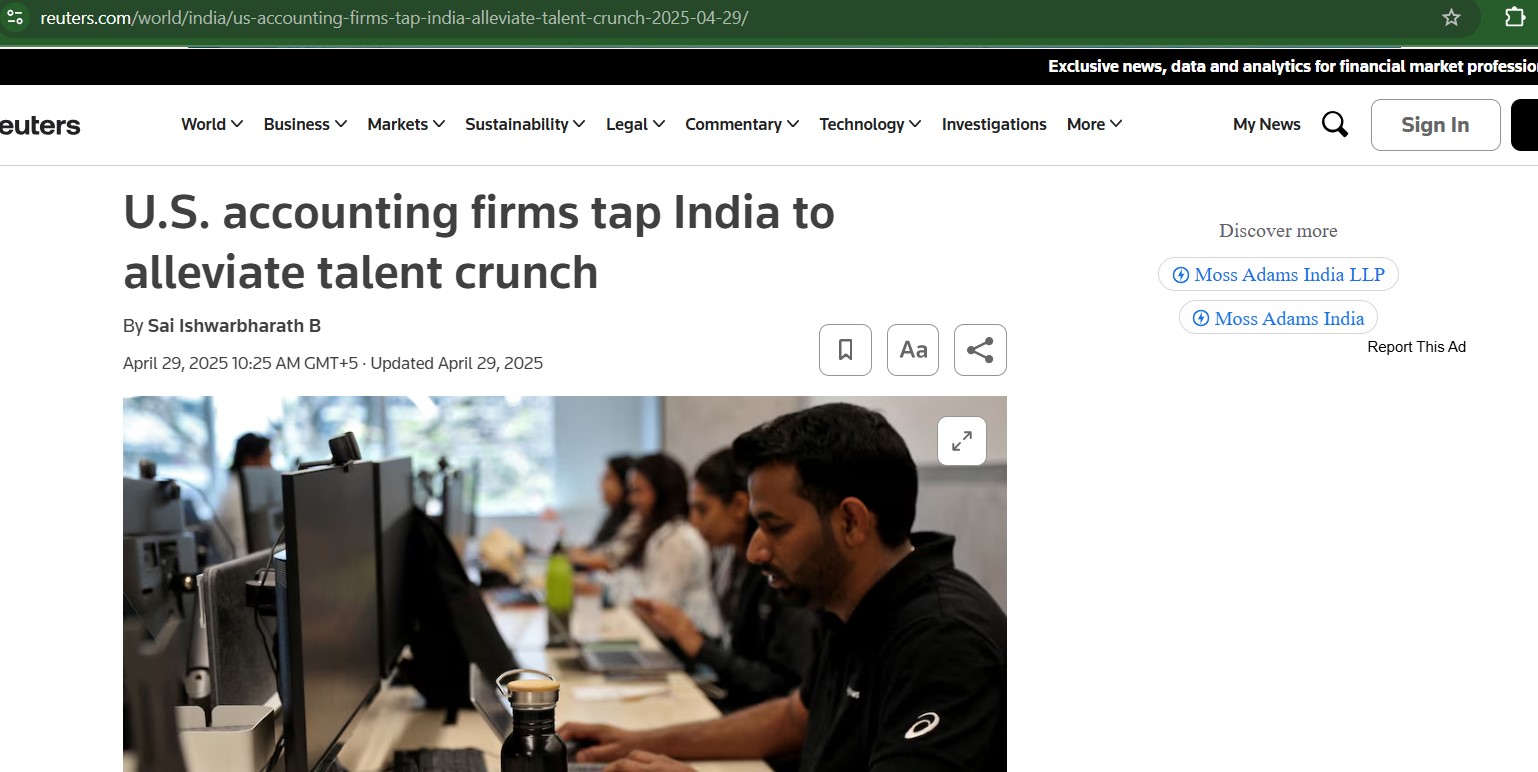 reuters.com/world/india/us-accounting-firms-tap-india-alleviate-talent-crunch-2025-04-29/
Exclusive news, data and analytics for financial market professio
euters
World Business Markets Sustainability Legal Commentary Technology Investigations More My News Sign In
U.S. accounting firms tap India to
alleviate talent crunch
By Sai Ishwarbharath B
April 29, 2025 10:25 AM GMT+5 · Updated April 29, 2025
Aa
Discover more
Moss Adams India LLP
Moss Adams India
Report This Ad